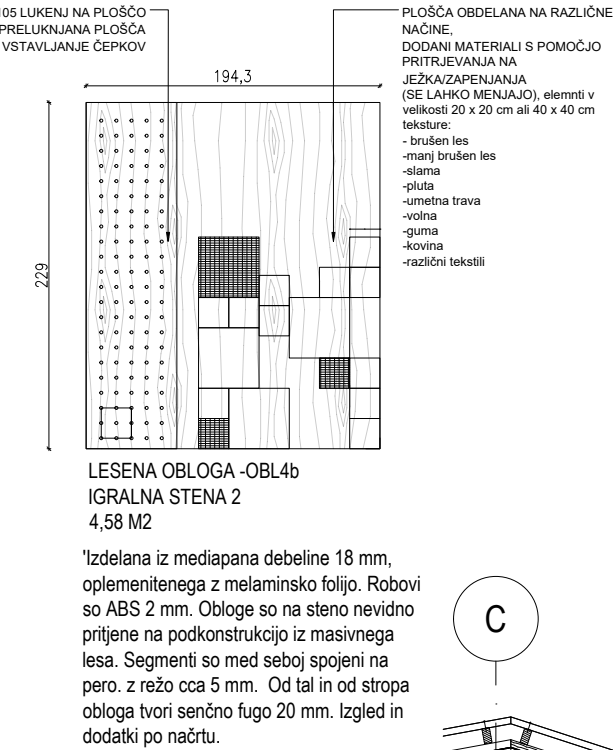 105 LUKENJ NA PLOŠČO
PRELUKNJANA PLOŠČA
VSTAVLJANJE ČEPKOV
PLOŠČA OBDELANA NA RAZLIČNE
NAČINE,
DODANI MATERIALI S POMOČJO
PRITRJEVANJA NA
JEŽKA/ZAPENJANJA
(SE LAHKO MENJAJO), elemnti v
velikosti 20 x 20 cm ali 40 x 40 cm
teksture:
- brušen les
-manj brušen les
-slama
-pluta
-umetna trava
-volna
-guma
-kovina
-različni tekstili
194,3
229
LESENA OBLOGA -OBL4b
IGRALNA STENA 2
4,58 M2
'Izdelana iz mediapana debeline 18 mm,
oplemenitenega z melaminsko folijo. Robovi
so ABS 2 mm. Obloge so na steno nevidno
pritjene na podkonstrukcijo iz masivnega
lesa. Segmenti so med seboj spojeni na
pero. z režo cca 5 mm.  Od tal in od stropa
obloga tvori senčno fugo 20 mm. Izgled in
dodatki po načrtu.
C